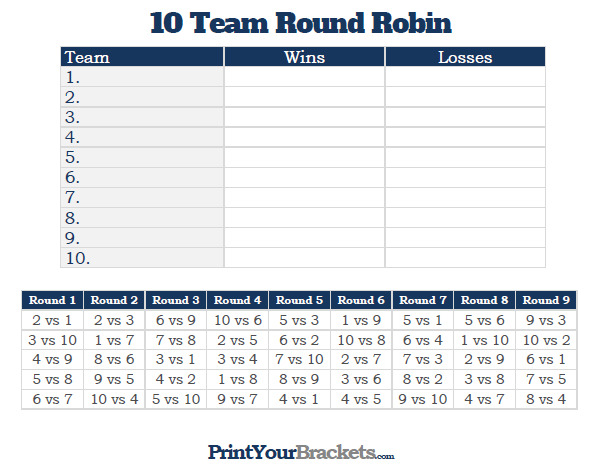 10 Team Round Robin
Team Wins Losses
1.
2.
3.
4.
5.
6.
7.
8.
9.
10.
Round 1 Round 2 Round 3 Round 4 Round 5 Round 6 Round 7 Round 8 Round 9
2 vs 1 2 vs 3 6 vs 9 10 vs 6 5 vs 3 1 vs 9 5 vs 1 5 vs 6 9 vs 3
3 vs 10 1 vs 7 7 vs 8 2 vs 5 6 vs 2 10 vs 8 6 vs 4 1 vs 10 10 vs 2
4 vs 9 8 vs 6 3 vs 1 3 vs 4 7 vs 10 2 vs 7 7 vs 3 2 vs 9 6 vs 1
5 vs 8 9 vs 5 4 vs 2 1 vs 8 8 vs 9 3 vs 6 8 vs 2 3 vs 8 7 vs 5
6 vs 7 10 vs 4 5 vs 10 9 vs 7 4 vs 1 4 vs 5 9 vs 10 4 vs 7 8 vs 4
PrintYourBrackets.com